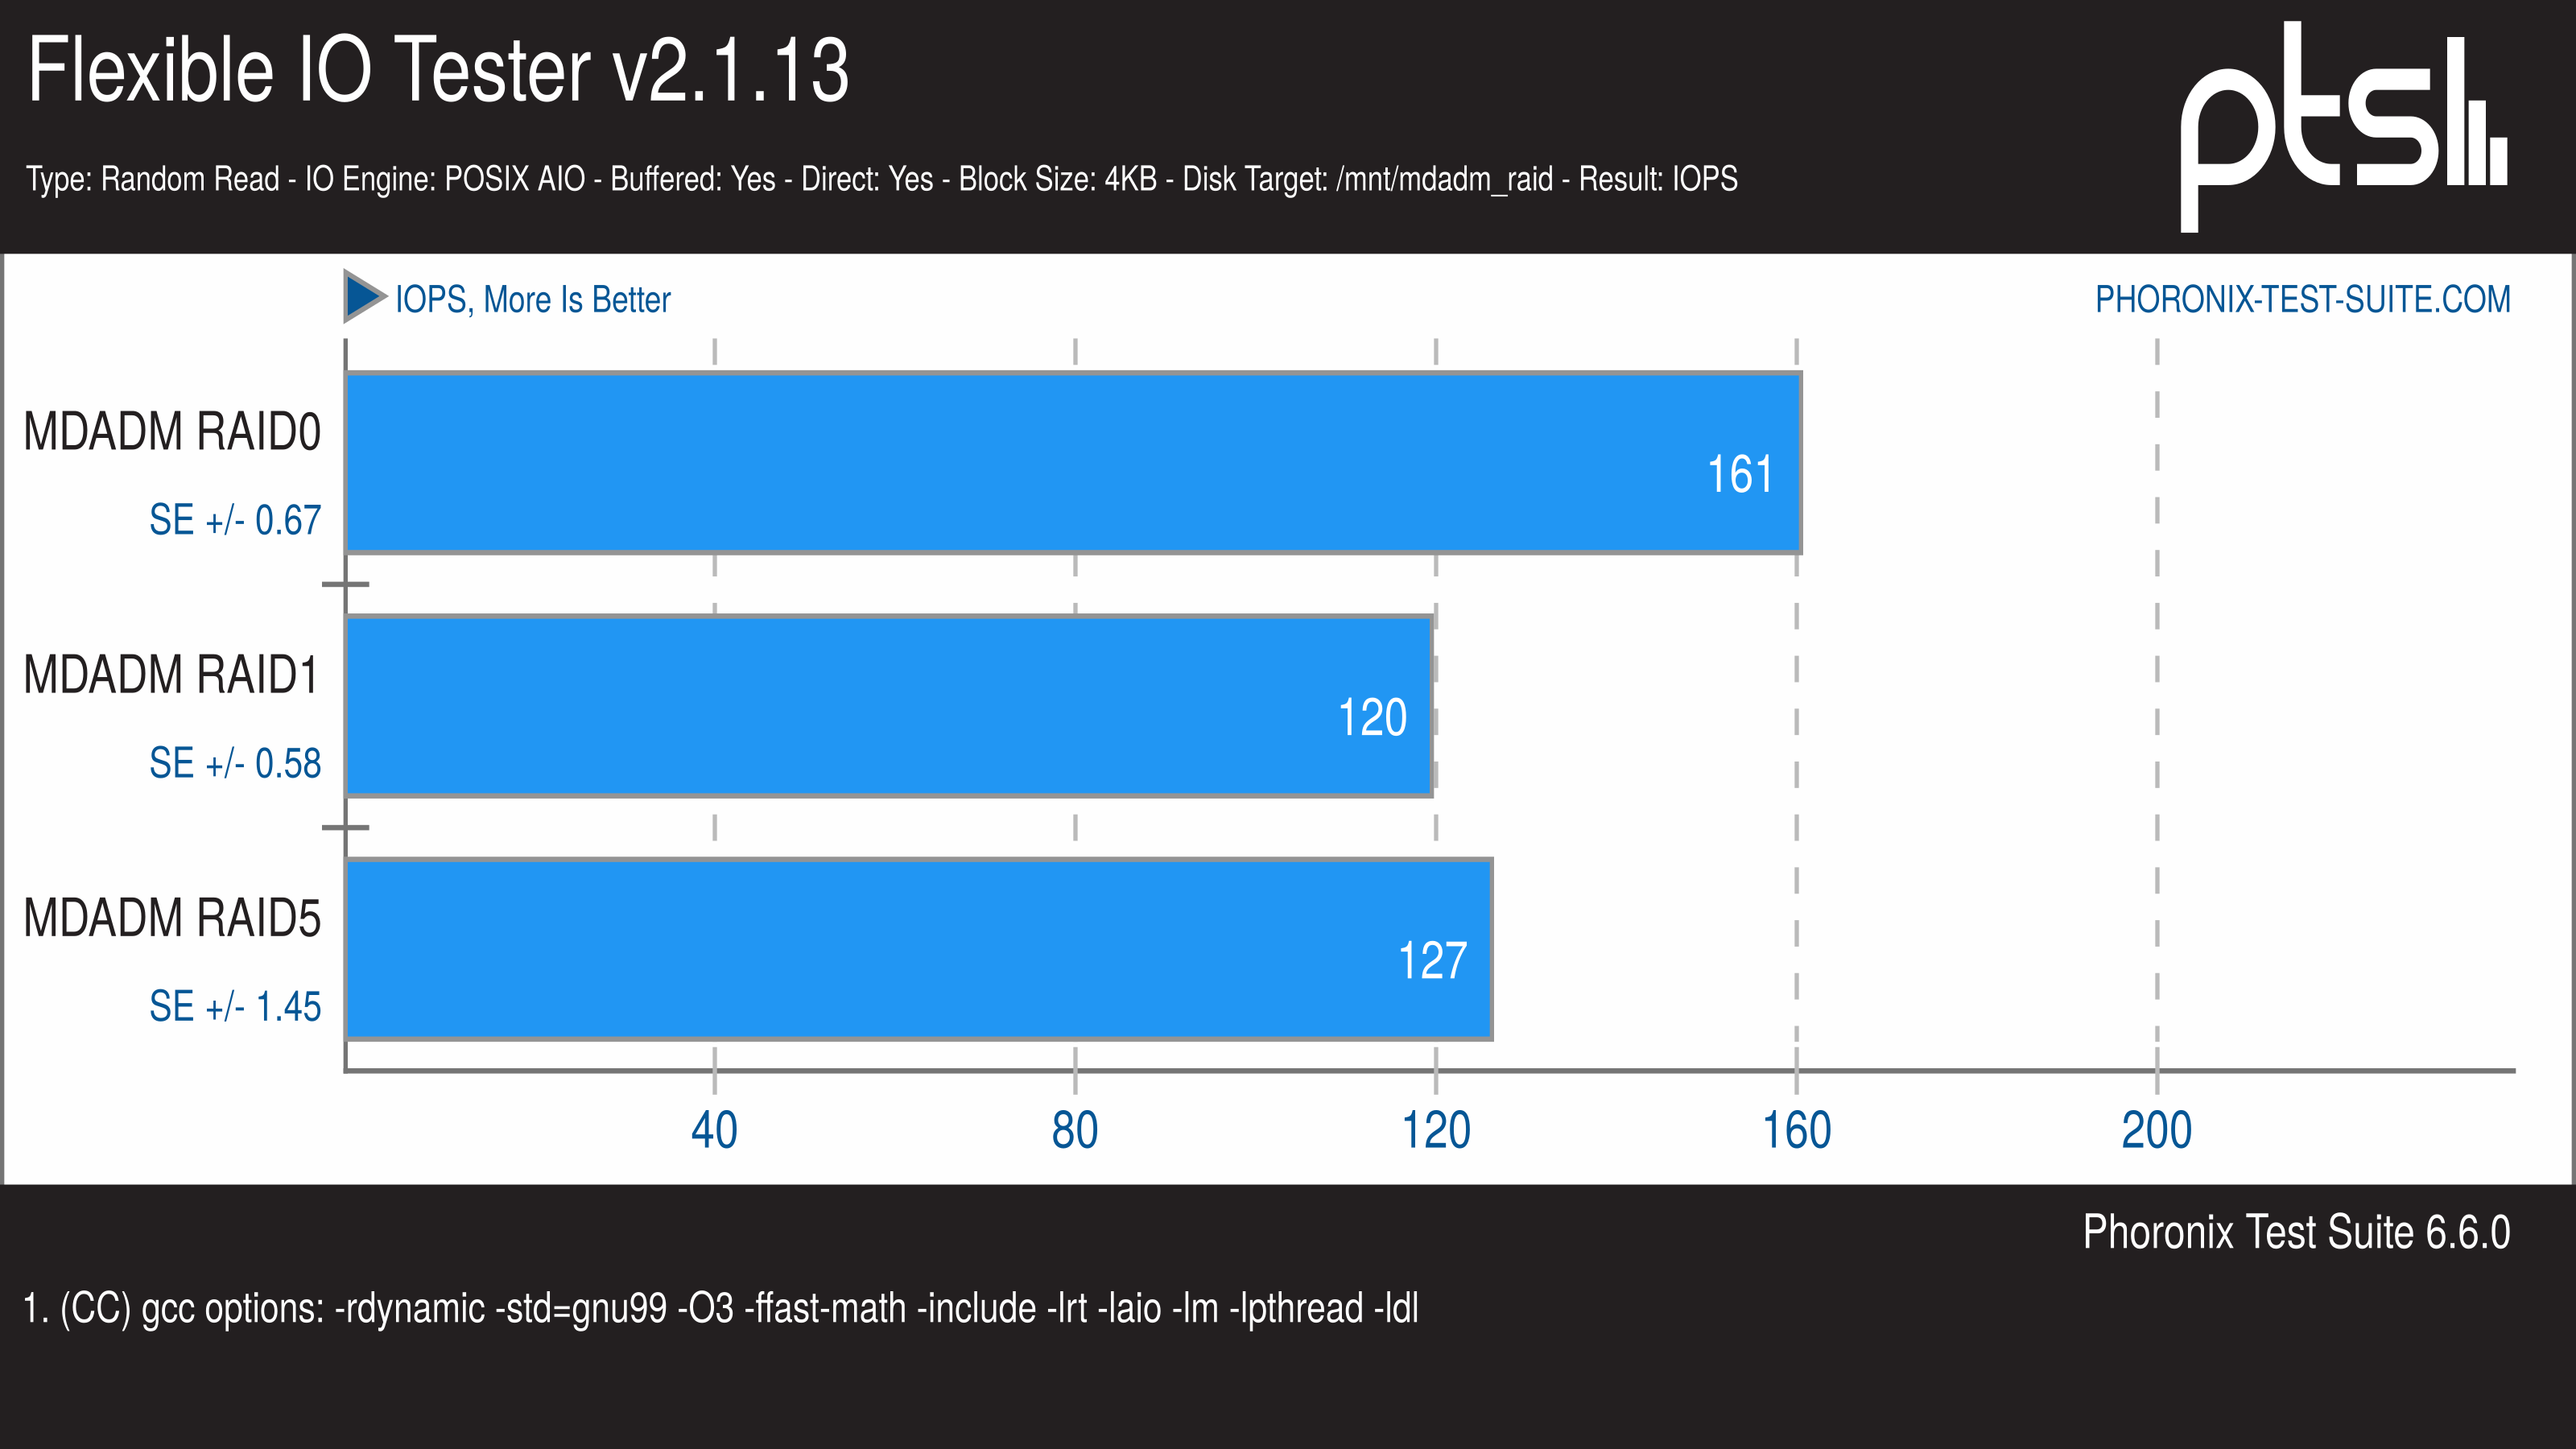 Flexible IO Tester v2.1.13
ptsl
Type: Random Read - IO Engine: POSIX AIO - Buffered: Yes - Direct: Yes - Block Size: 4KB - Disk Target: /mnt/mdadm_raid - Result: IOPS
IOPS, More Is Better
PHORONIX-TEST-SUITE.COM
MDADM RAID0
161
SE +/- 0.67
MDADM RAID1
120
SE +/- 0.58
MDADM RAID5
127
SE +/- 1.45
40 80 120 160 200
Phoronix Test Suite 6.6.0
1. (CC) gcc options: -rdynamic -std=gnu99 -O3 -ffast-math -include -lrt -laio -lm -lpthread -ldl